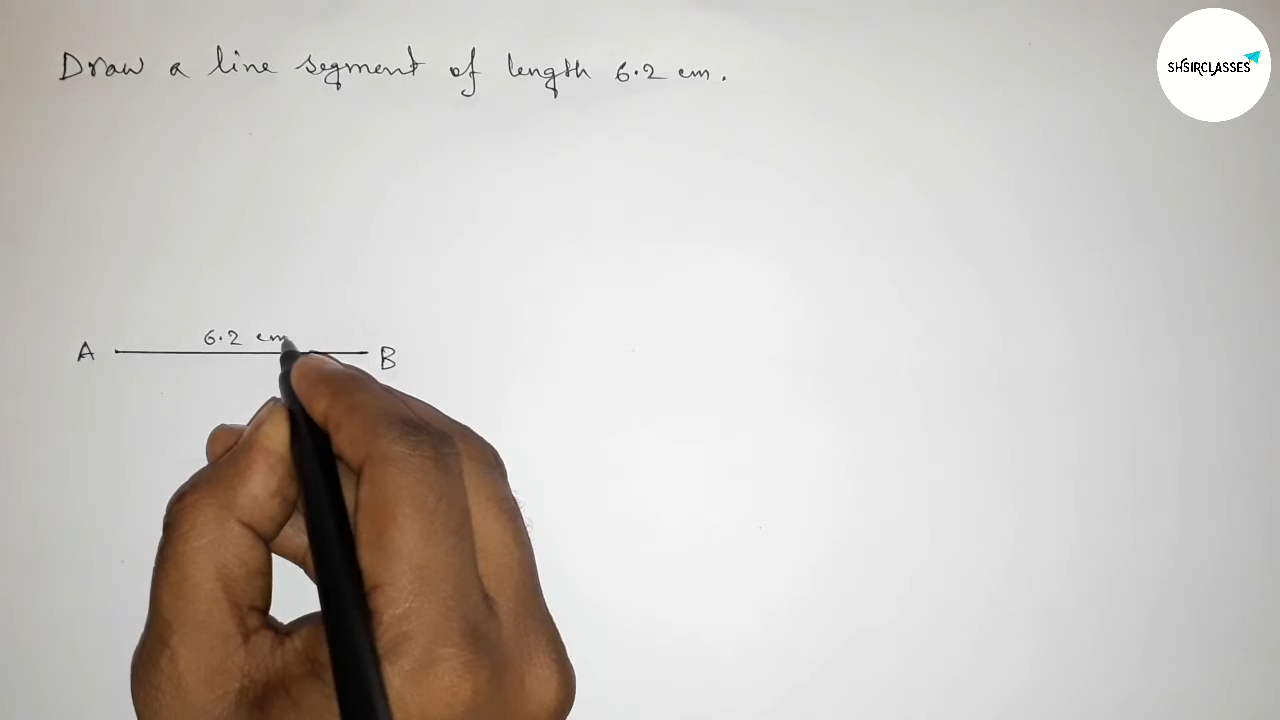 Draw a line segment of length 6.2 cm.
SHSIRCLASSES
6.2 cm
A B